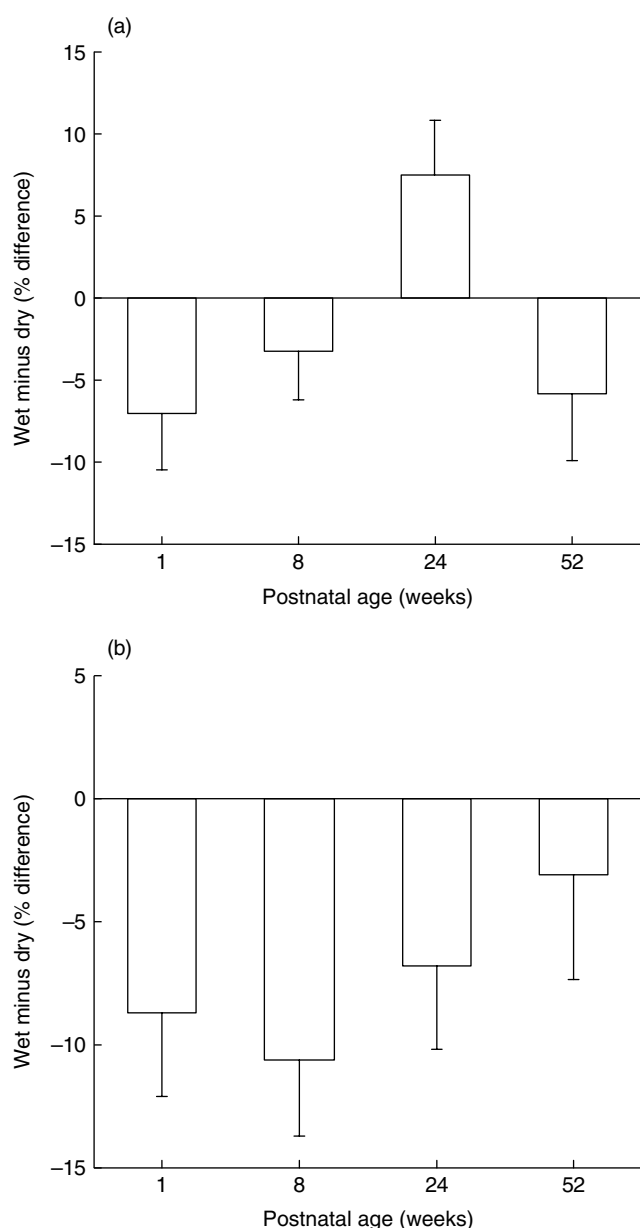 (a)
15
10
5
0
−5
−10
−15
Wet minus dry (% difference)
1 8 24 52
Postnatal age (weeks)
(b)
5
0
−5
−10
−15
Wet minus dry (% difference)
1 8 24 52
Postnatal age (weeks)